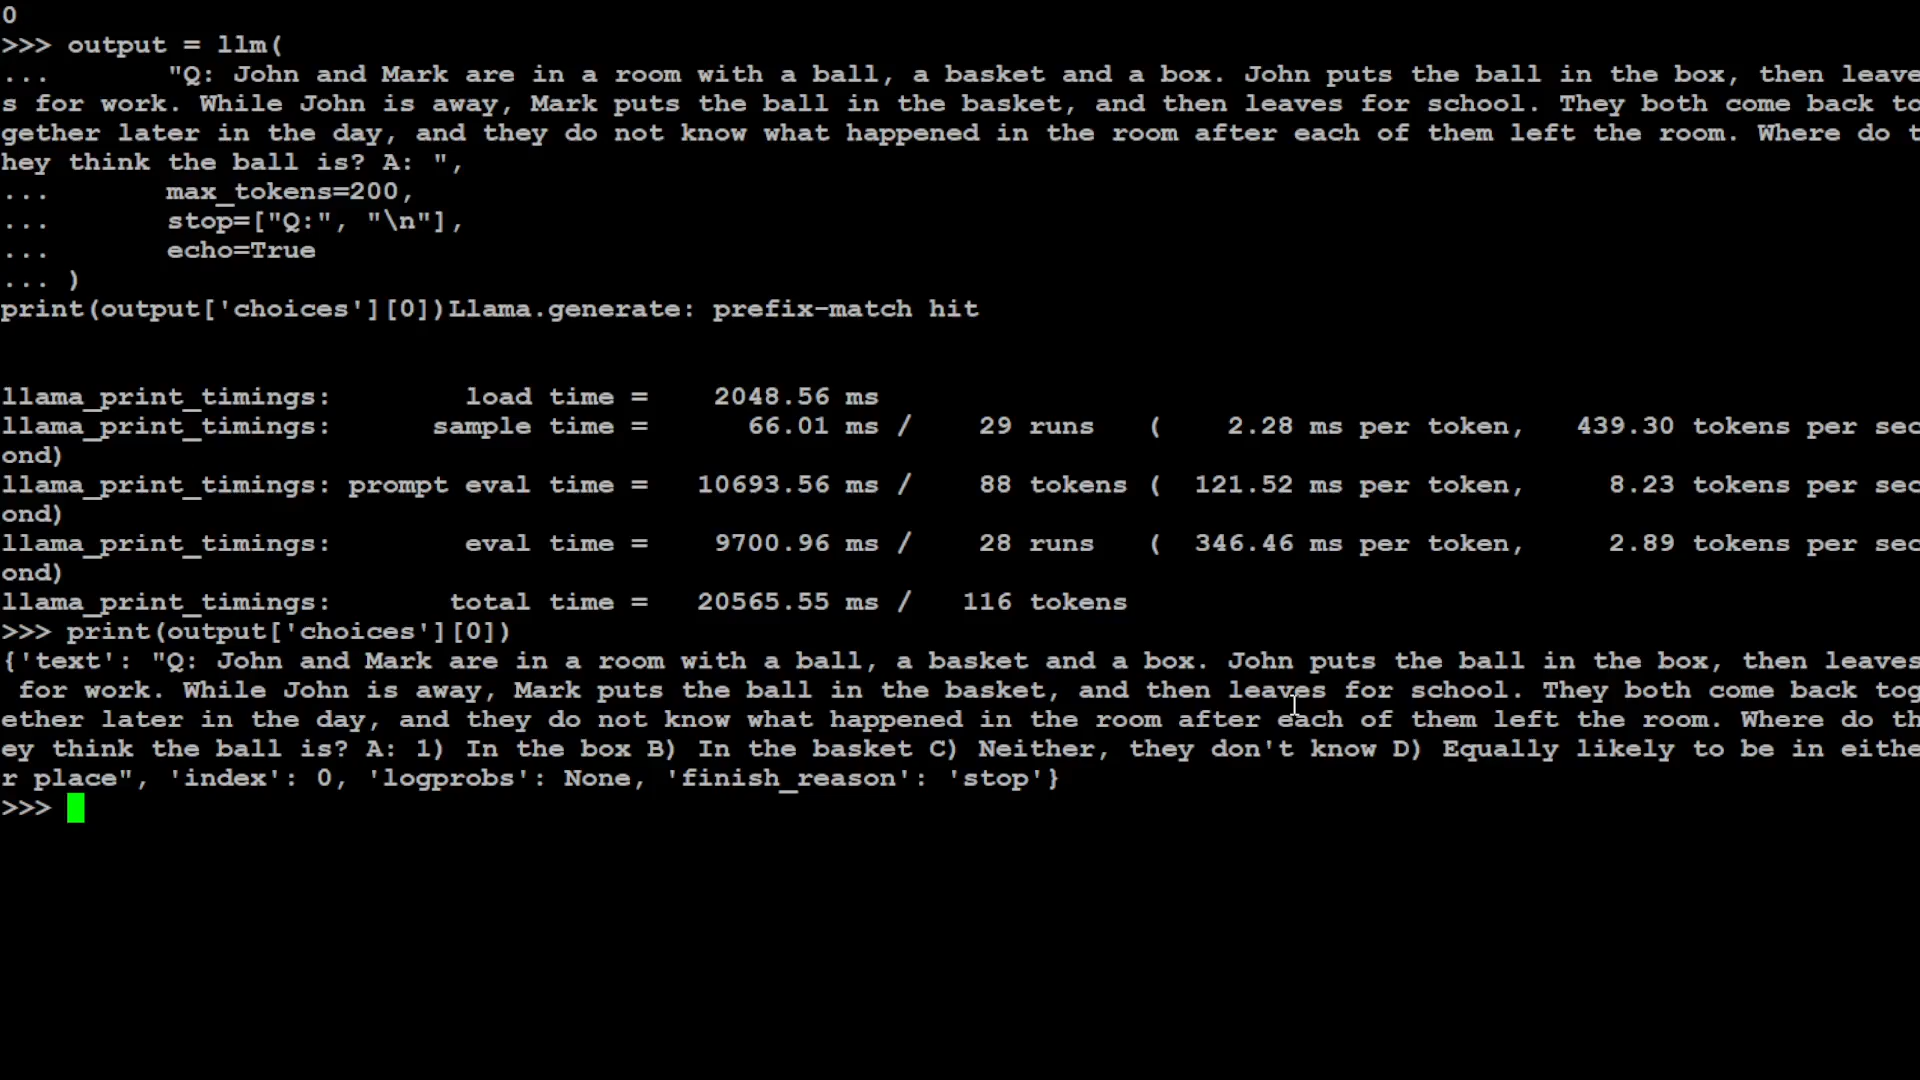 0
>>> output = llm(
...       "Q: John and Mark are in a room with a ball, a basket and a box. John puts the ball in the box, then leave
s for work. While John is away, Mark puts the ball in the basket, and then leaves for school. They both come back to
gether later in the day, and they do not know what happened in the room after each of them left the room. Where do t
hey think the ball is? A: ",
...       max_tokens=200,
...       stop=["Q:", "\n"],
...       echo=True
... )
print(output['choices'][0])Llama.generate: prefix-match hit
llama_print_timings:        load time =    2048.56 ms
llama_print_timings:      sample time =      66.01 ms /    29 runs   (    2.28 ms per token,   439.30 tokens per sec
ond)
llama_print_timings: prompt eval time =   10693.56 ms /    88 tokens (  121.52 ms per token,     8.23 tokens per sec
ond)
llama_print_timings:        eval time =    9700.96 ms /    28 runs   (  346.46 ms per token,     2.89 tokens per sec
ond)
llama_print_timings:       total time =   20565.55 ms /   116 tokens
>>> print(output['choices'][0])
{'text': "Q: John and Mark are in a room with a ball, a basket and a box. John puts the ball in the box, then leaves
 for work. While John is away, Mark puts the ball in the basket, and then leaves for school. They both come back tog
ether later in the day, and they do not know what happened in the room after each of them left the room. Where do th
ey think the ball is? A: 1) In the box B) In the basket C) Neither, they don't know D) Equally likely to be in eithe
r place", 'index': 0, 'logprobs': None, 'finish_reason': 'stop'}
>>>